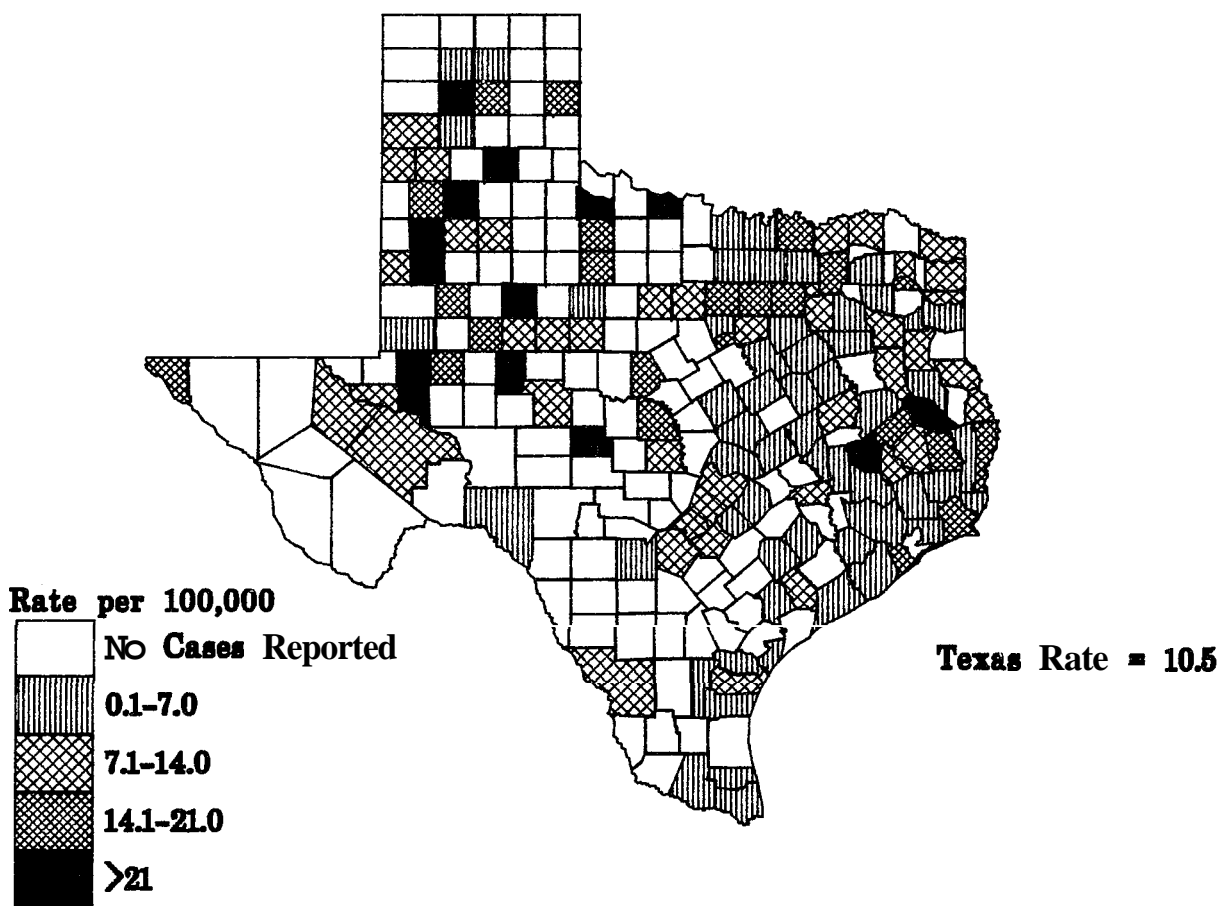 Rate per 100,000
No Cases Reported
0.1-7.0
7.1-14.0
14.1-21.0
>21
Texas Rate = 10.5